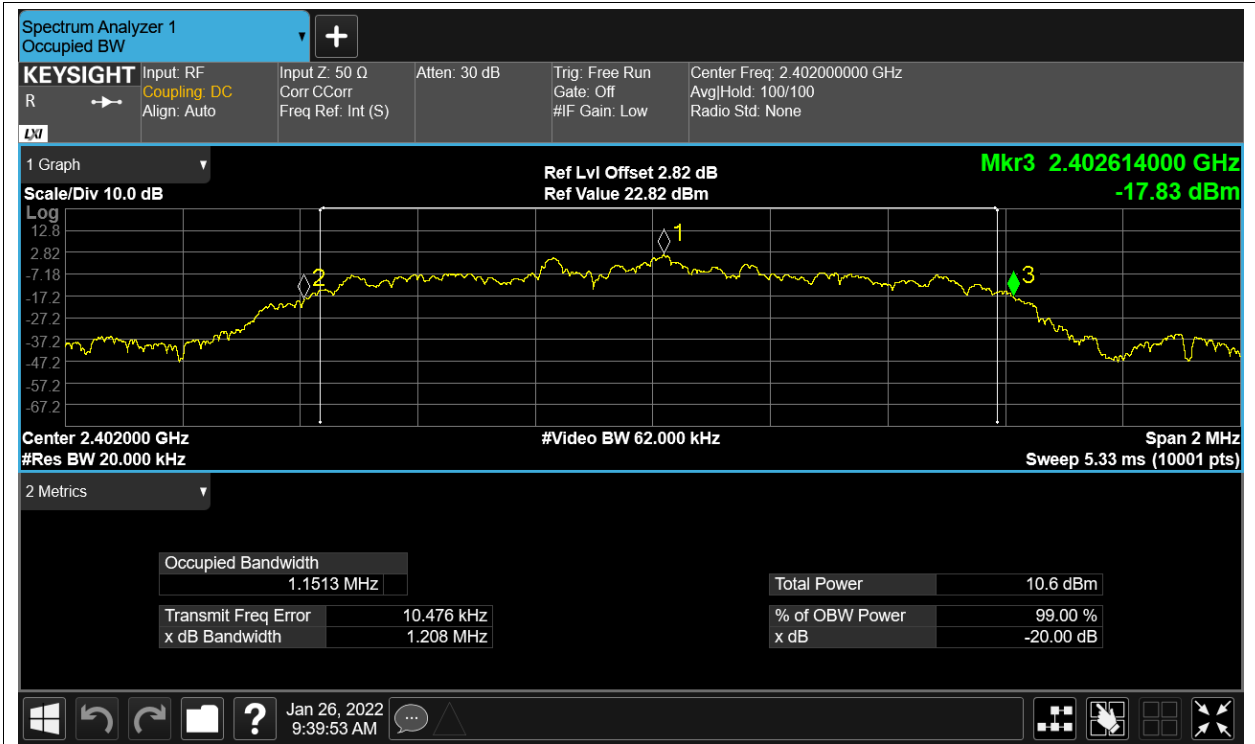 Spectrum Analyzer 1
Occupied BW
KEYSIGHT
R
LXI
Input: RF
Coupling: DC
Align: Auto
Input Z: 50 Ω
Corr CCorr
Freq Ref: Int (S)
Atten: 30 dB
Trig: Free Run
Gate: Off
#IF Gain: Low
Center Freq: 2.402000000 GHz
Avg|Hold: 100/100
Radio Std: None
1 Graph
Scale/Div 10.0 dB
Ref Lvl Offset 2.82 dB
Ref Value 22.82 dBm
Mkr3 2.402614000 GHz
-17.83 dBm
Log
12.8
2.82
-7.18
-17.2
-27.2
-37.2
-47.2
-57.2
-67.2
1
2
3
Center 2.402000 GHz
#Res BW 20.000 kHz
#Video BW 62.000 kHz
Span 2 MHz
Sweep 5.33 ms (10001 pts)
2 Metrics
Occupied Bandwidth
1.1513 MHz
Transmit Freq Error 10.476 kHz
x dB Bandwidth 1.208 MHz
Total Power 10.6 dBm
% of OBW Power 99.00 %
x dB -20.00 dB
?
Jan 26, 2022
9:39:53 AM